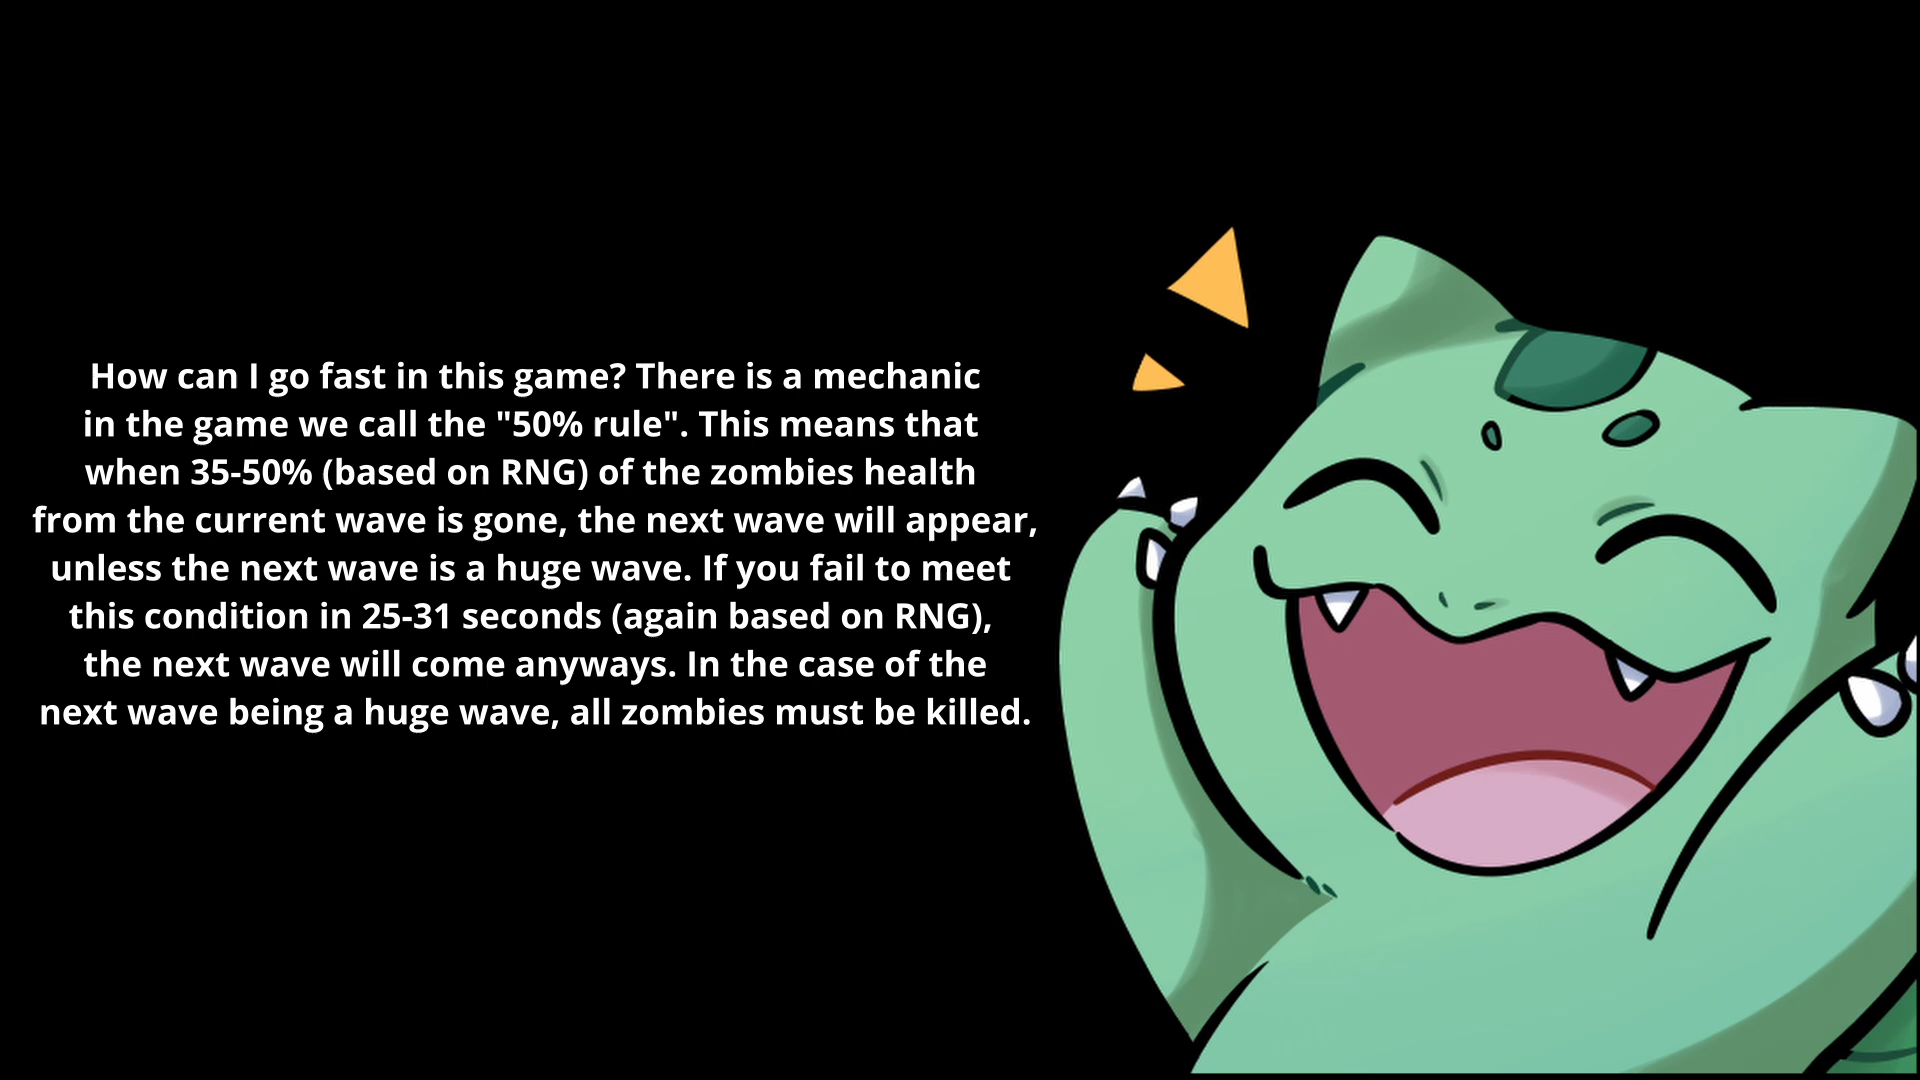 How can I go fast in this game? There is a mechanic
in the game we call the "50% rule". This means that
when 35-50% (based on RNG) of the zombies health
from the current wave is gone, the next wave will appear,
unless the next wave is a huge wave. If you fail to meet
this condition in 25-31 seconds (again based on RNG),
the next wave will come anyways. In the case of the
next wave being a huge wave, all zombies must be killed.